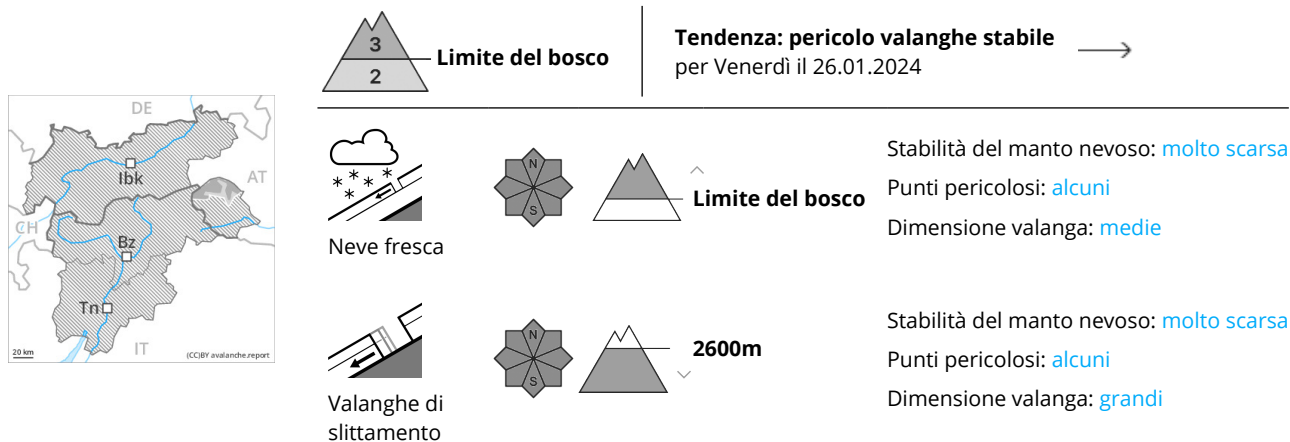 3
2
Limite del bosco
Tendenza: pericolo valanghe stabile
per Venerdì il 26.01.2024
DE
Ibk
AT
CH
Bz
Tn
IT
20 km
(CC)BY avalanche.report
Neve fresca
N
S
Limite del bosco
Stabilità del manto nevoso: molto scarsa
Punti pericolosi: alcuni
Dimensione valanga: medie
Valanghe di
slittamento
N
S
2600m
Stabilità del manto nevoso: molto scarsa
Punti pericolosi: alcuni
Dimensione valanga: grandi